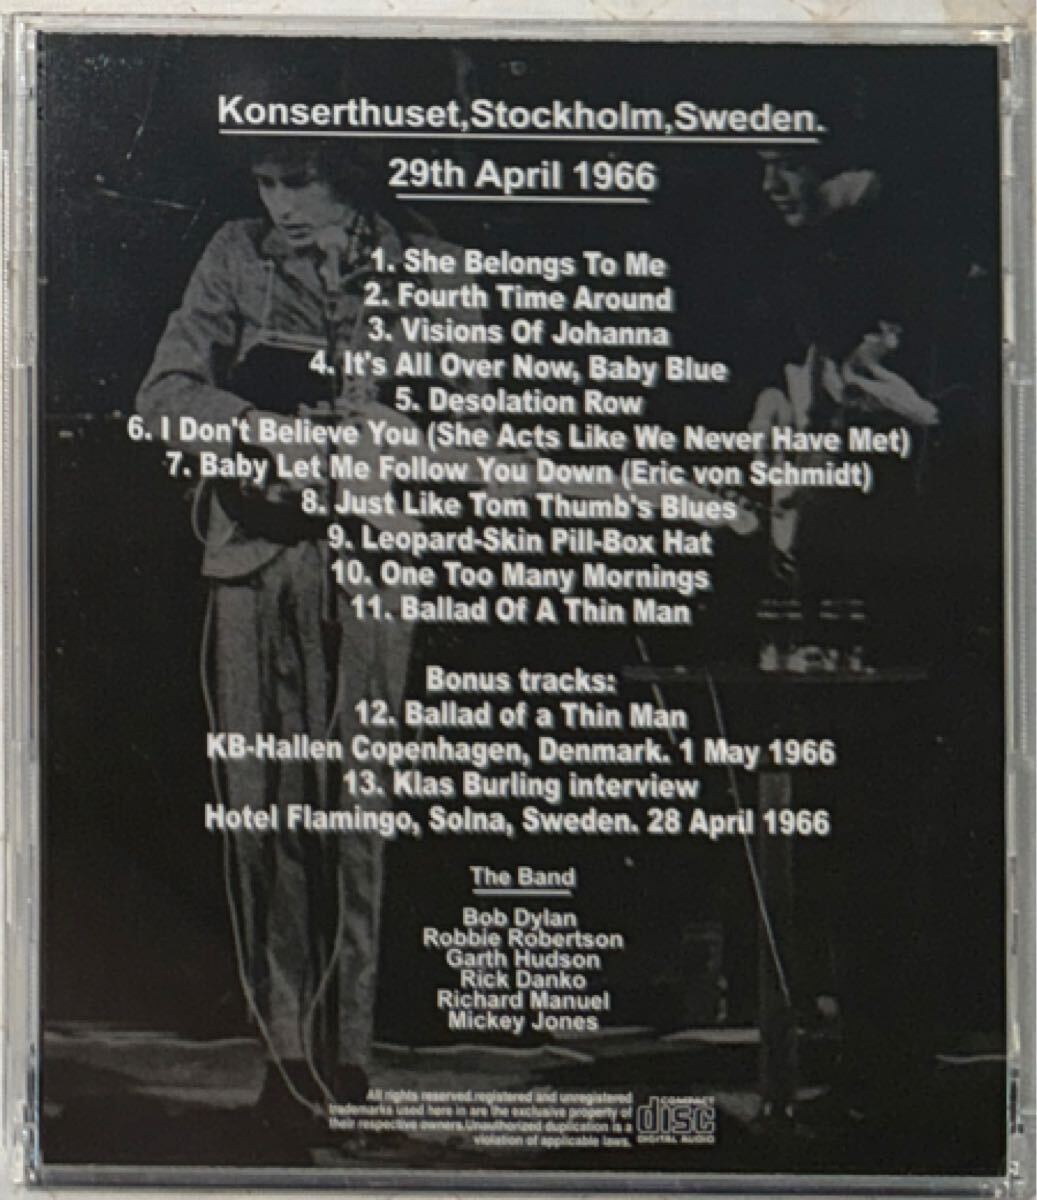 Konserthuset,Stockholm,Sweden.
29th April 1966
1. She Belongs To Me
2. Fourth Time Around
3. Visions Of Johanna
4. It's All Over Now, Baby Blue
5. Desolation Row
6. I Don't Believe You (She Acts Like We Never Have Met)
7. Baby Let Me Follow You Down (Eric von Schmidt)
8. Just Like Tom Thumb's Blues
9. Leopard-Skin Pill-Box Hat
10. One Too Many Mornings
11. Ballad Of A Thin Man
Bonus tracks:
12. Ballad of a Thin Man
KB-Hallen Copenhagen, Denmark. 1 May 1966
13. Klas Burling interview
Hotel Flamingo, Solna, Sweden. 28 April 1966
The Band
Bob Dylan
Robbie Robertson
Garth Hudson
Rick Danko
Richard Manuel
Mickey Jones
All rights reserved.registered and unregistered
trademarks used here in are the exclusive property of
their respective owners.Unauthorized duplication is a
violation of applicable laws.
COMPACT
disc
DIGITAL AUDIO